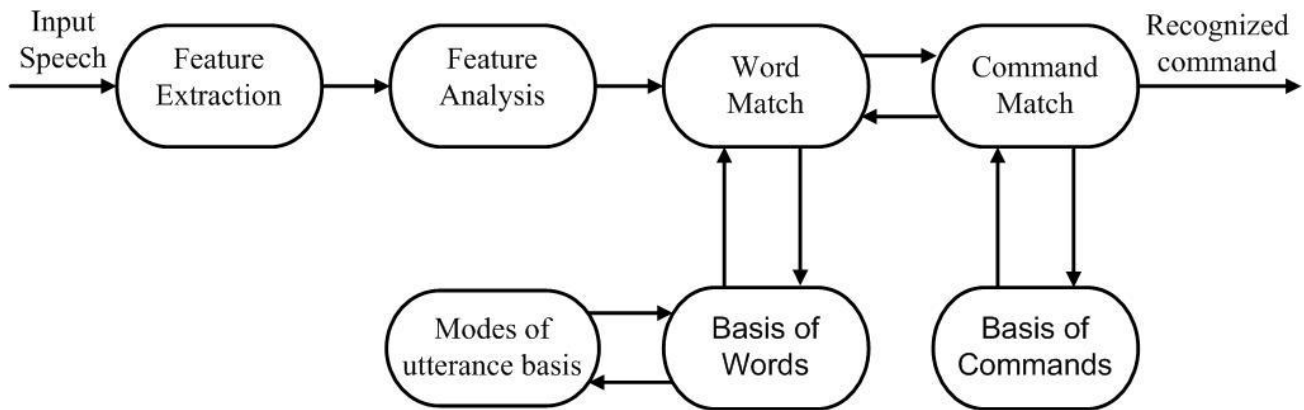 Input
Speech
Feature
Extraction
Feature
Analysis
Word
Match
Command
Match
Recognized
command
Modes of
utterance basis
Basis of
Words
Basis of
Commands